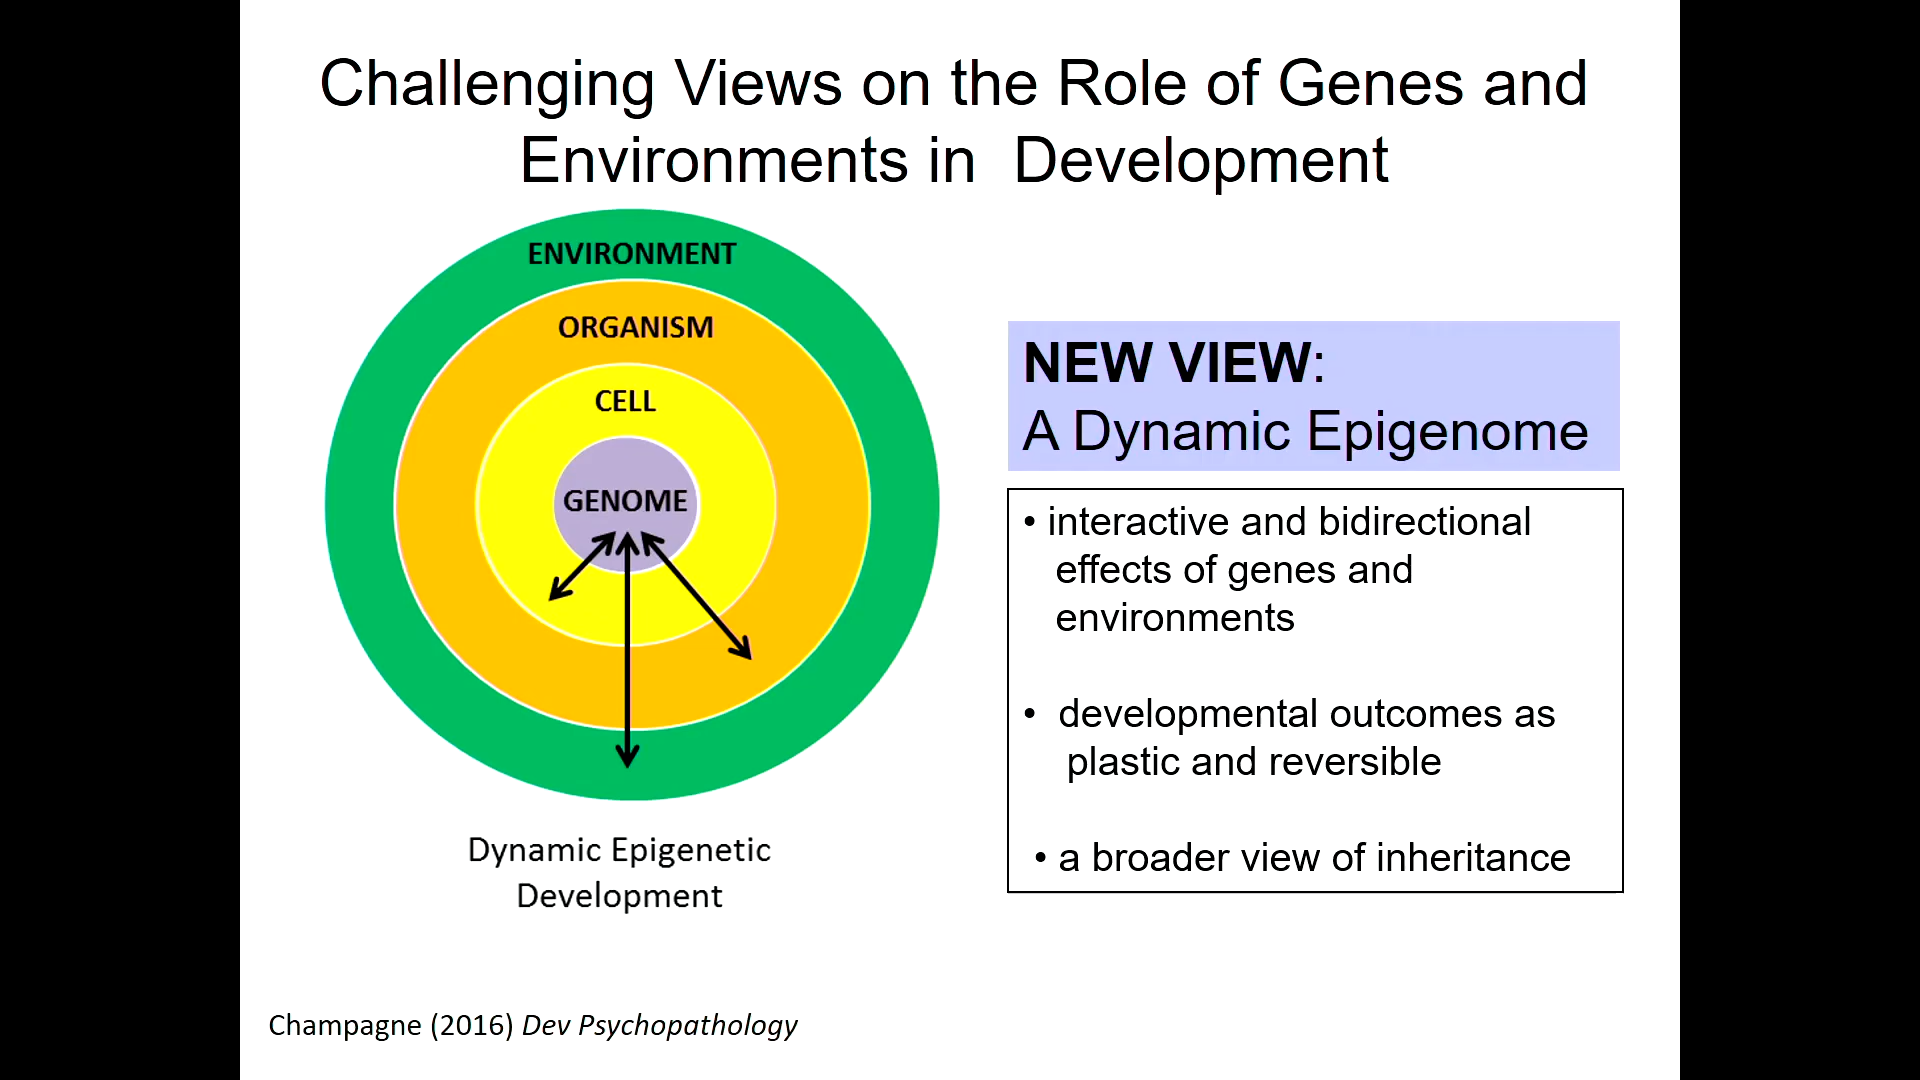 Challenging Views on the Role of Genes and
Environments in  Development
ENVIRONMENT
ORGANISM
CELL
GENOME
Dynamic Epigenetic
Development
NEW VIEW:
A Dynamic Epigenome
• interactive and bidirectional
effects of genes and
environments
• developmental outcomes as
plastic and reversible
• a broader view of inheritance
Champagne (2016) Dev Psychopathology